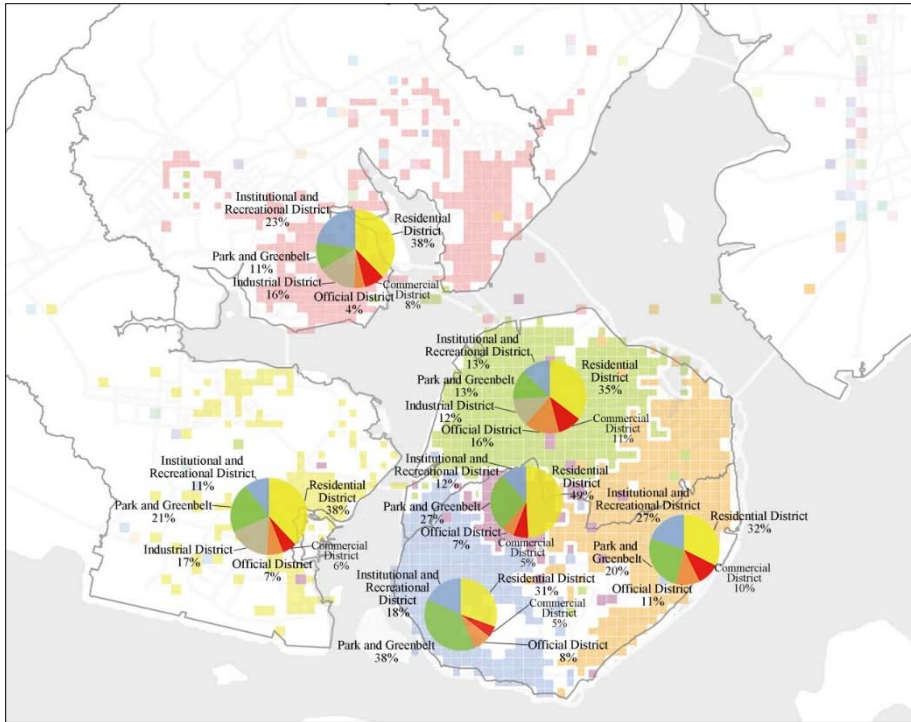 Institutional and
Recreational District
23%
Residential
District
38%
Park and Greenbelt
11%
Industrial District
16%
Official District
4%
Commercial
District
8%
Institutional and
Recreational District
13%
Residential
District
35%
Park and Greenbelt
13%
Industrial District
12%
Official District
16%
Commercial
District
11%
Institutional and
Recreational District
12%
Residential
District
49%
Park and Greenbelt
27%
Official District
7%
Commercial
District
5%
Institutional and
Recreational District
11%
Residential
District
38%
Park and Greenbelt
21%
Industrial District
17%
Official District
7%
Commercial
District
6%
Institutional and
Recreational District
27%
Residential District
32%
Park and
Greenbelt
20%
Official District
11%
Commercial
District
10%
Institutional and
Recreational
District
18%
Residential District
31%
Commercial
District
5%
Park and Greenbelt
38%
Official District
8%